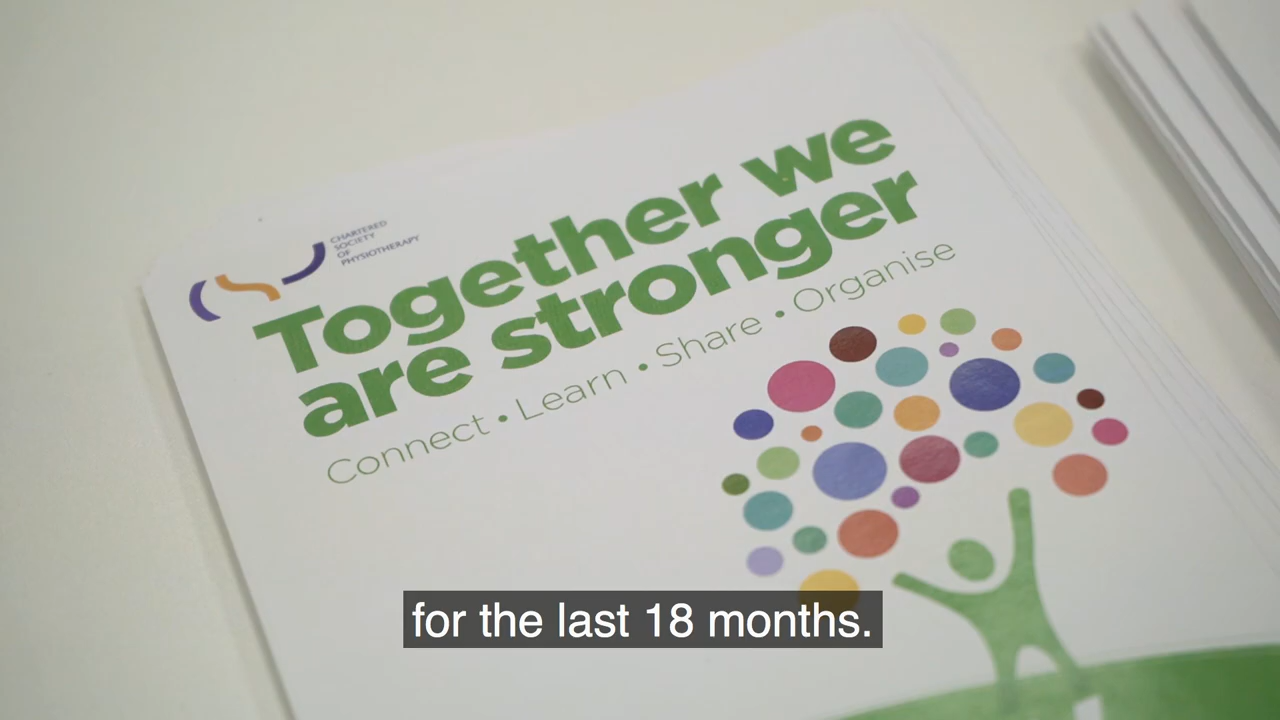 CHARTERED
SOCIETY
OF
PHYSIOTHERAPY
Together we
are stronger
Connect • Learn • Share • Organise
for the last 18 months.